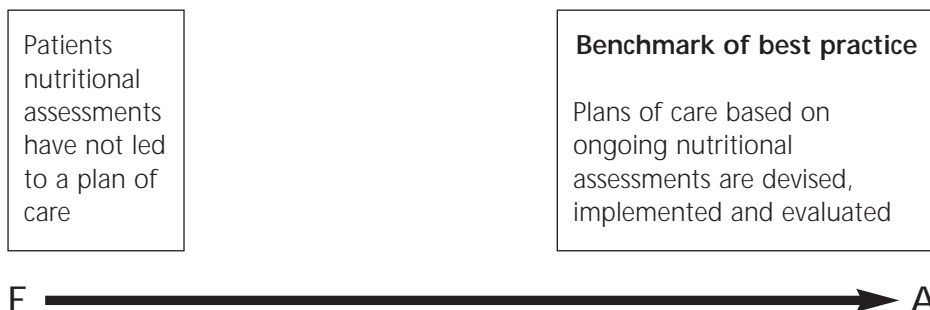 Patients
nutritional
assessments
have not led
to a plan of
care
Benchmark of best practice
Plans of care based on
ongoing nutritional
assessments are devised,
implemented and evaluated
E A